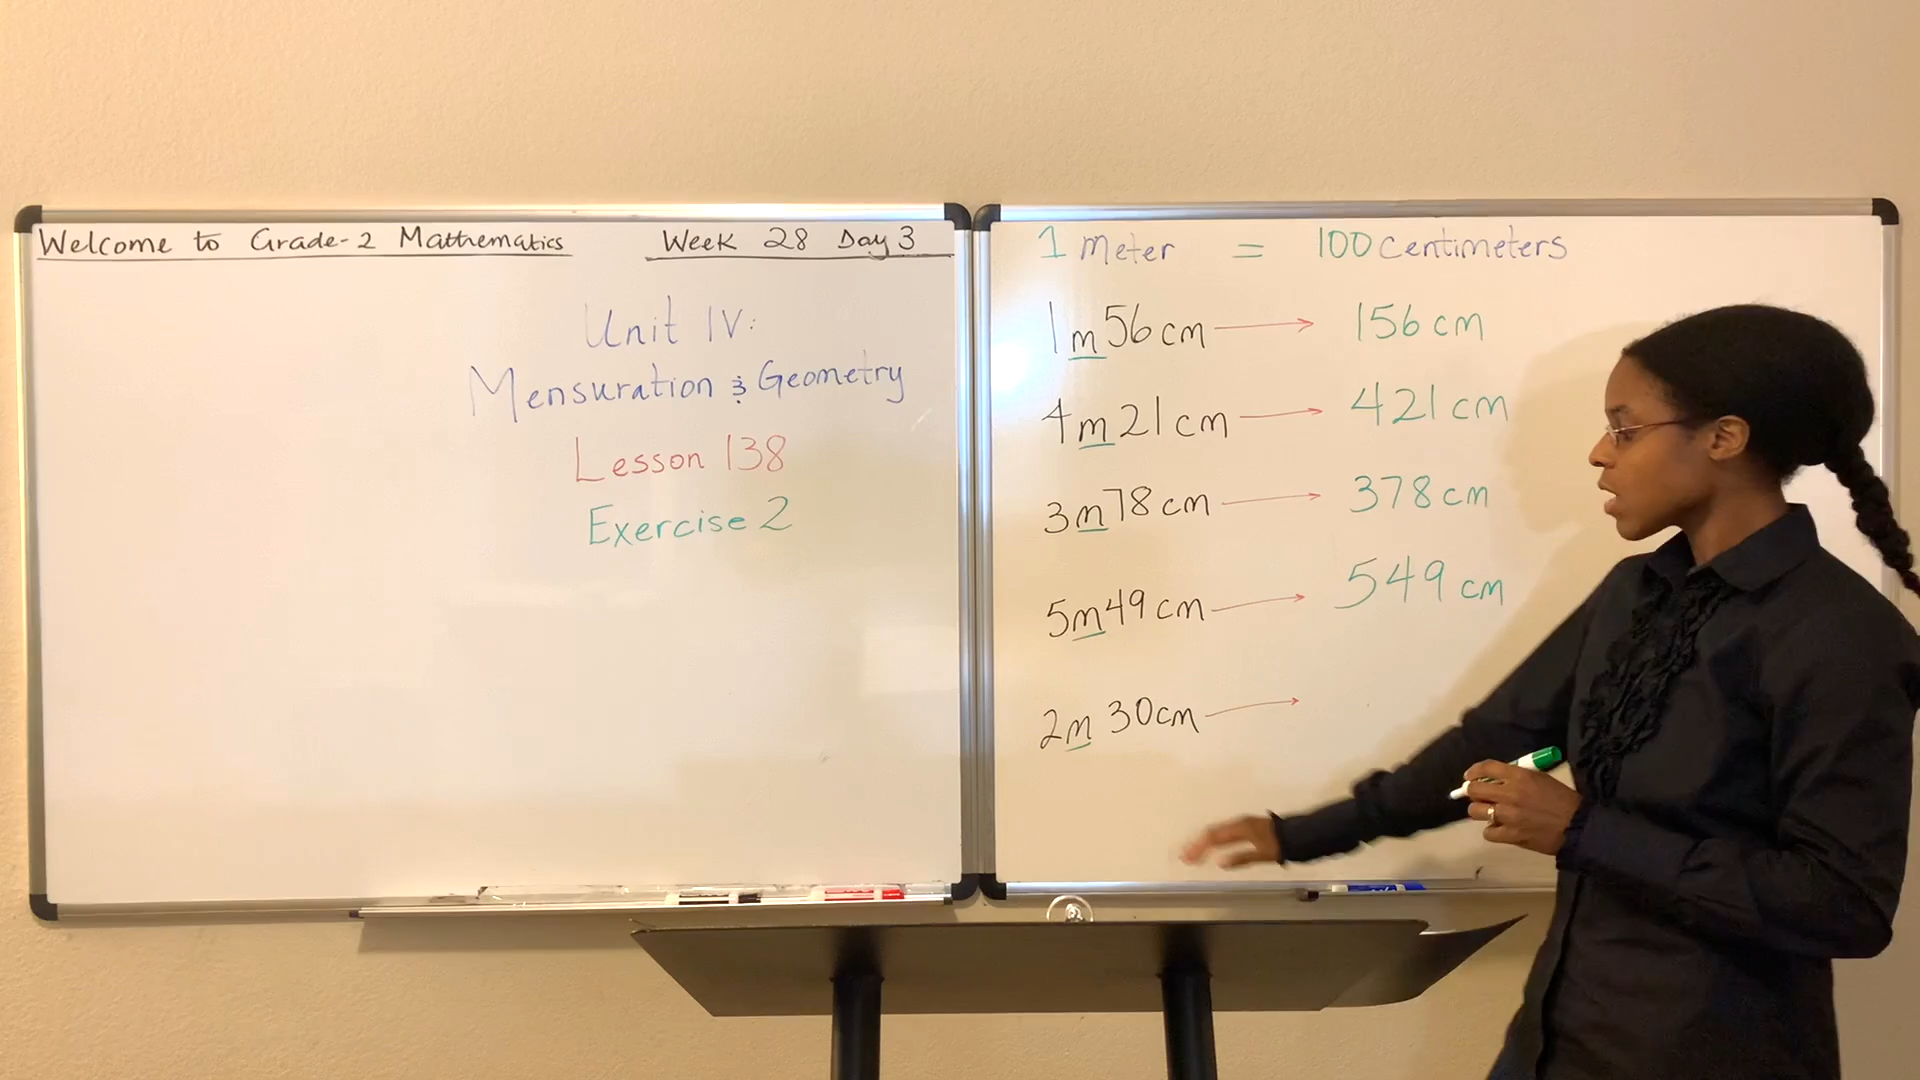 Welcome to Grade-2 Mathematics Week 28 Day 3
Unit IV:
Mensuration & Geometry
Lesson 138
Exercise 2
1 Meter = 100 Centimeters
1m 56 cm → 156 cm
4m 21 cm → 421 cm
3m 78 cm → 378 cm
5m 49 cm → 549 cm
2m 30 cm →